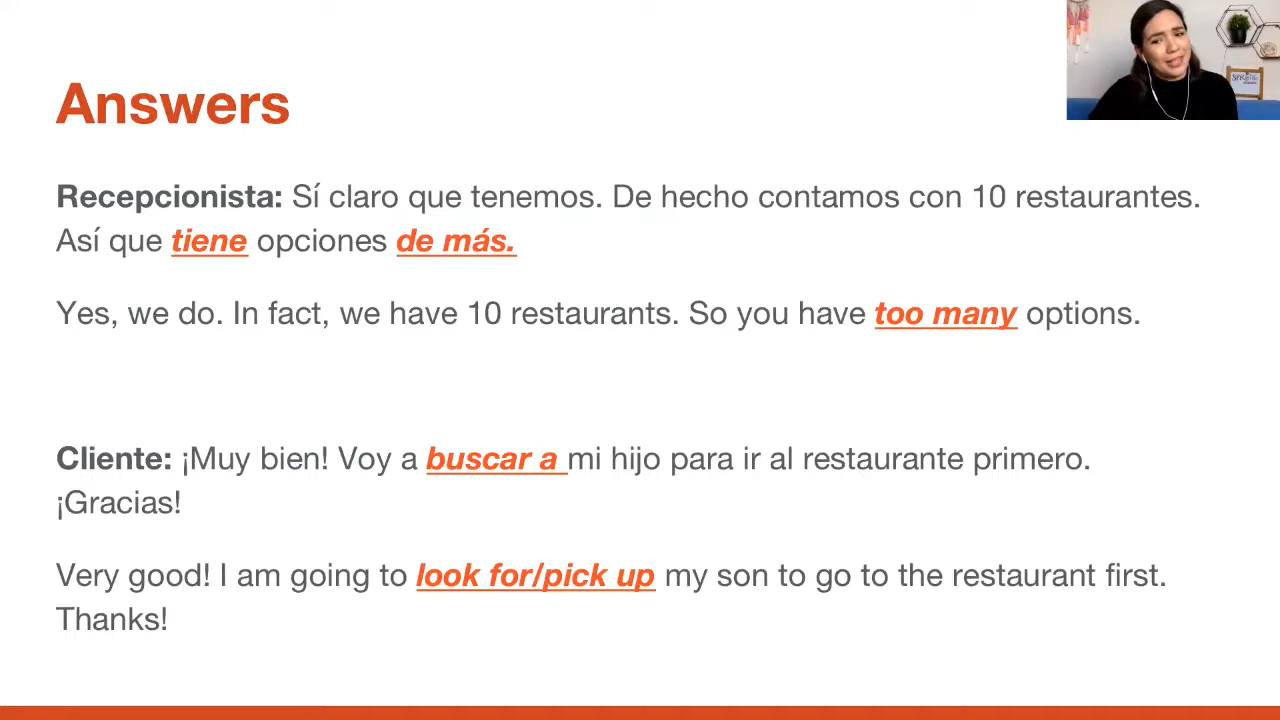 Answers
Recepcionista: Sí claro que tenemos. De hecho contamos con 10 restaurantes.
Así que tiene opciones de más.
Yes, we do. In fact, we have 10 restaurants. So you have too many options.
Cliente: ¡Muy bien! Voy a buscar a mi hijo para ir al restaurante primero.
¡Gracias!
Very good! I am going to look for/pick up my son to go to the restaurant first.
Thanks!